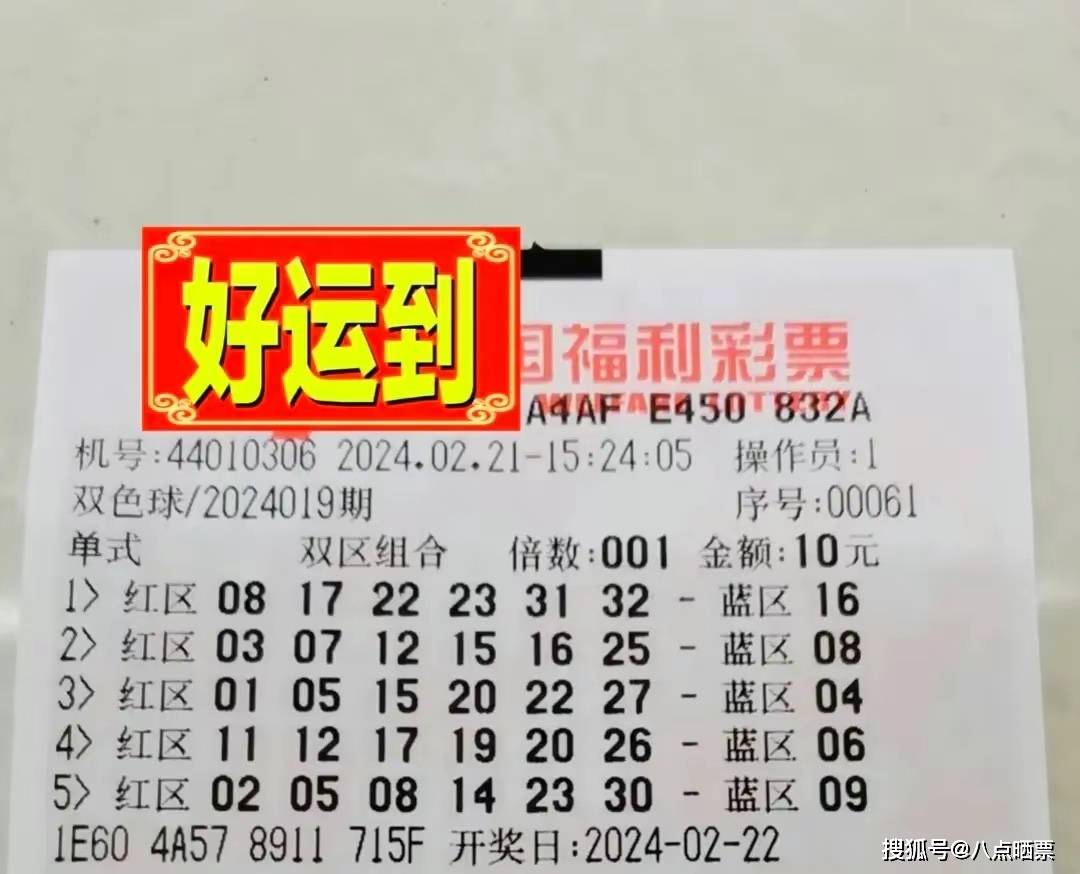 好运到
国福利彩票
A4AF E450 832A
机号:44010306 2024.02.21-15:24:05 操作员:1
双色球/2024019期 序号:00061
单式 双区组合 倍数:001 金额:10元
1> 红区 08 17 22 23 31 32 - 蓝区 16
2> 红区 03 07 12 15 16 25 - 蓝区 08
3> 红区 01 05 15 20 22 27 - 蓝区 04
4> 红区 11 12 17 19 20 26 - 蓝区 06
5> 红区 02 05 08 14 23 30 - 蓝区 09
1E60 4A57 8911 715F 开奖日:2024-02-22
搜狐号@八点晒票